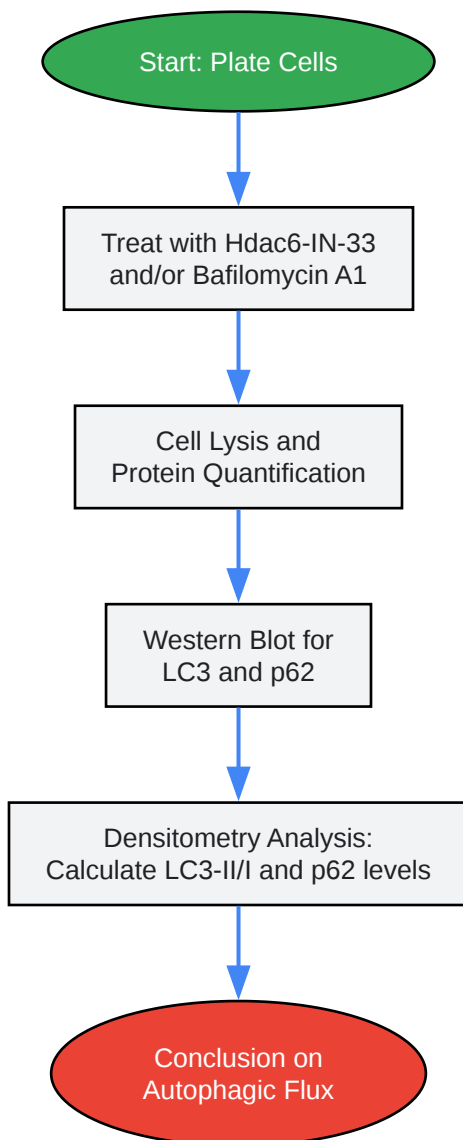 Start: Plate Cells
Treat with Hdac6-IN-33
and/or Bafilomycin A1
Cell Lysis and
Protein Quantification
Western Blot for
LC3 and p62
Densitometry Analysis:
Calculate LC3-II/I and p62 levels
Conclusion on
Autophagic Flux